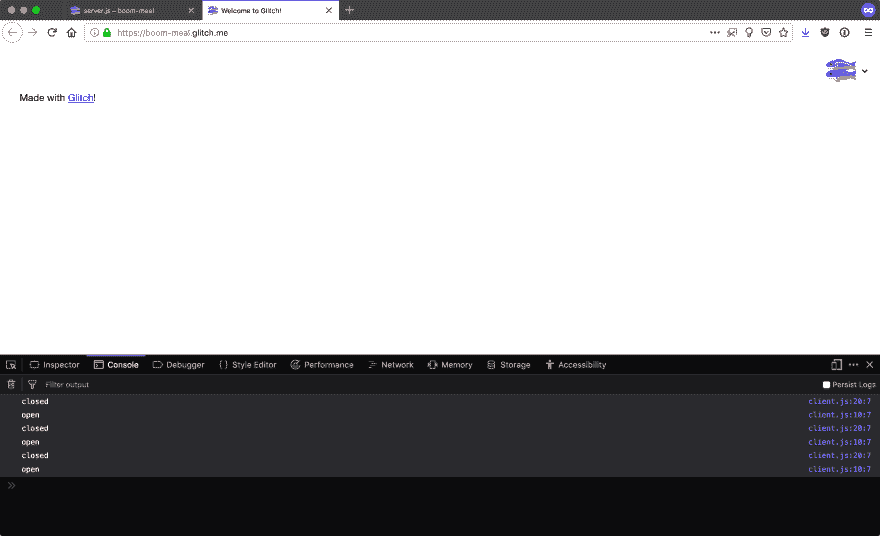 server.js – boom-meal
Welcome to Glitch!
https://boom-meal.glitch.me
Made with Glitch!
Inspector Console Debugger Style Editor Performance Network Memory Storage Accessibility
Filter output Persist Logs
closed client.js:20:7
open client.js:10:7
closed client.js:20:7
open client.js:10:7
closed client.js:20:7
open client.js:10:7